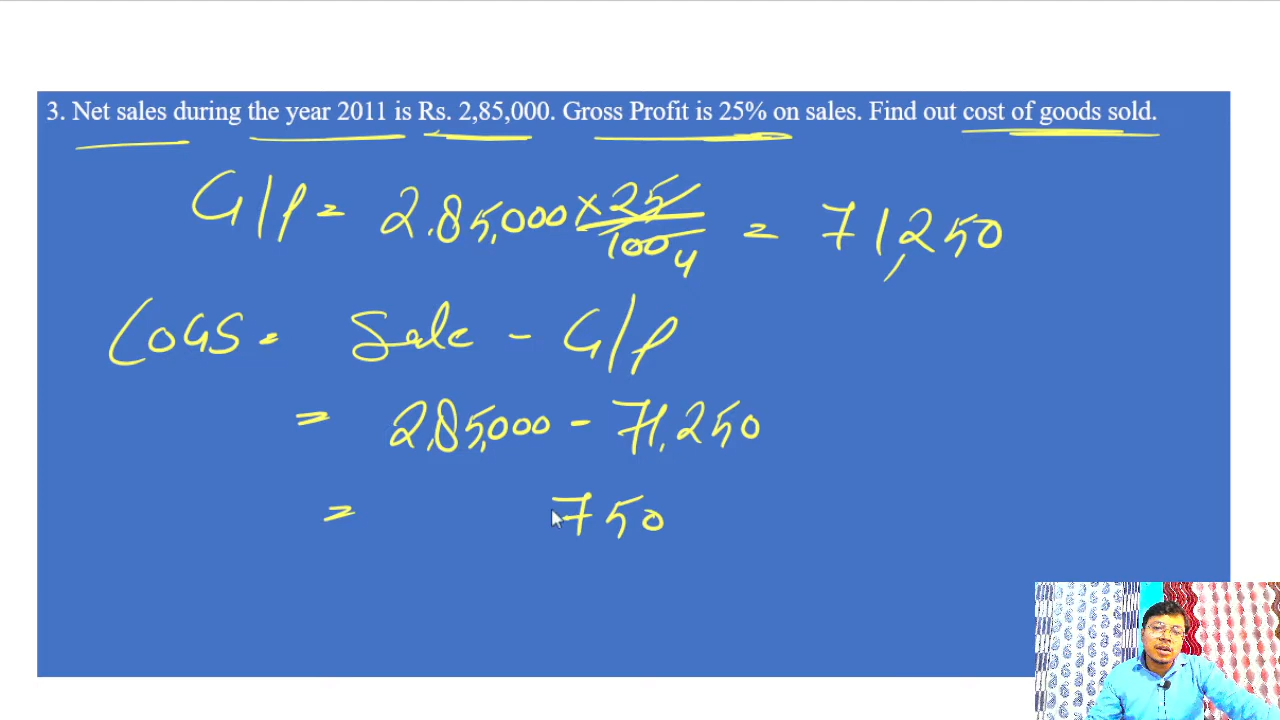 3. Net sales during the year 2011 is Rs. 2,85,000. Gross Profit is 25% on sales. Find out cost of goods sold.
G/P = 2,85,000 × 25/100 4 = 71,250
COGS = Sale - G/P
= 2,85,000 - 71,250
= 750